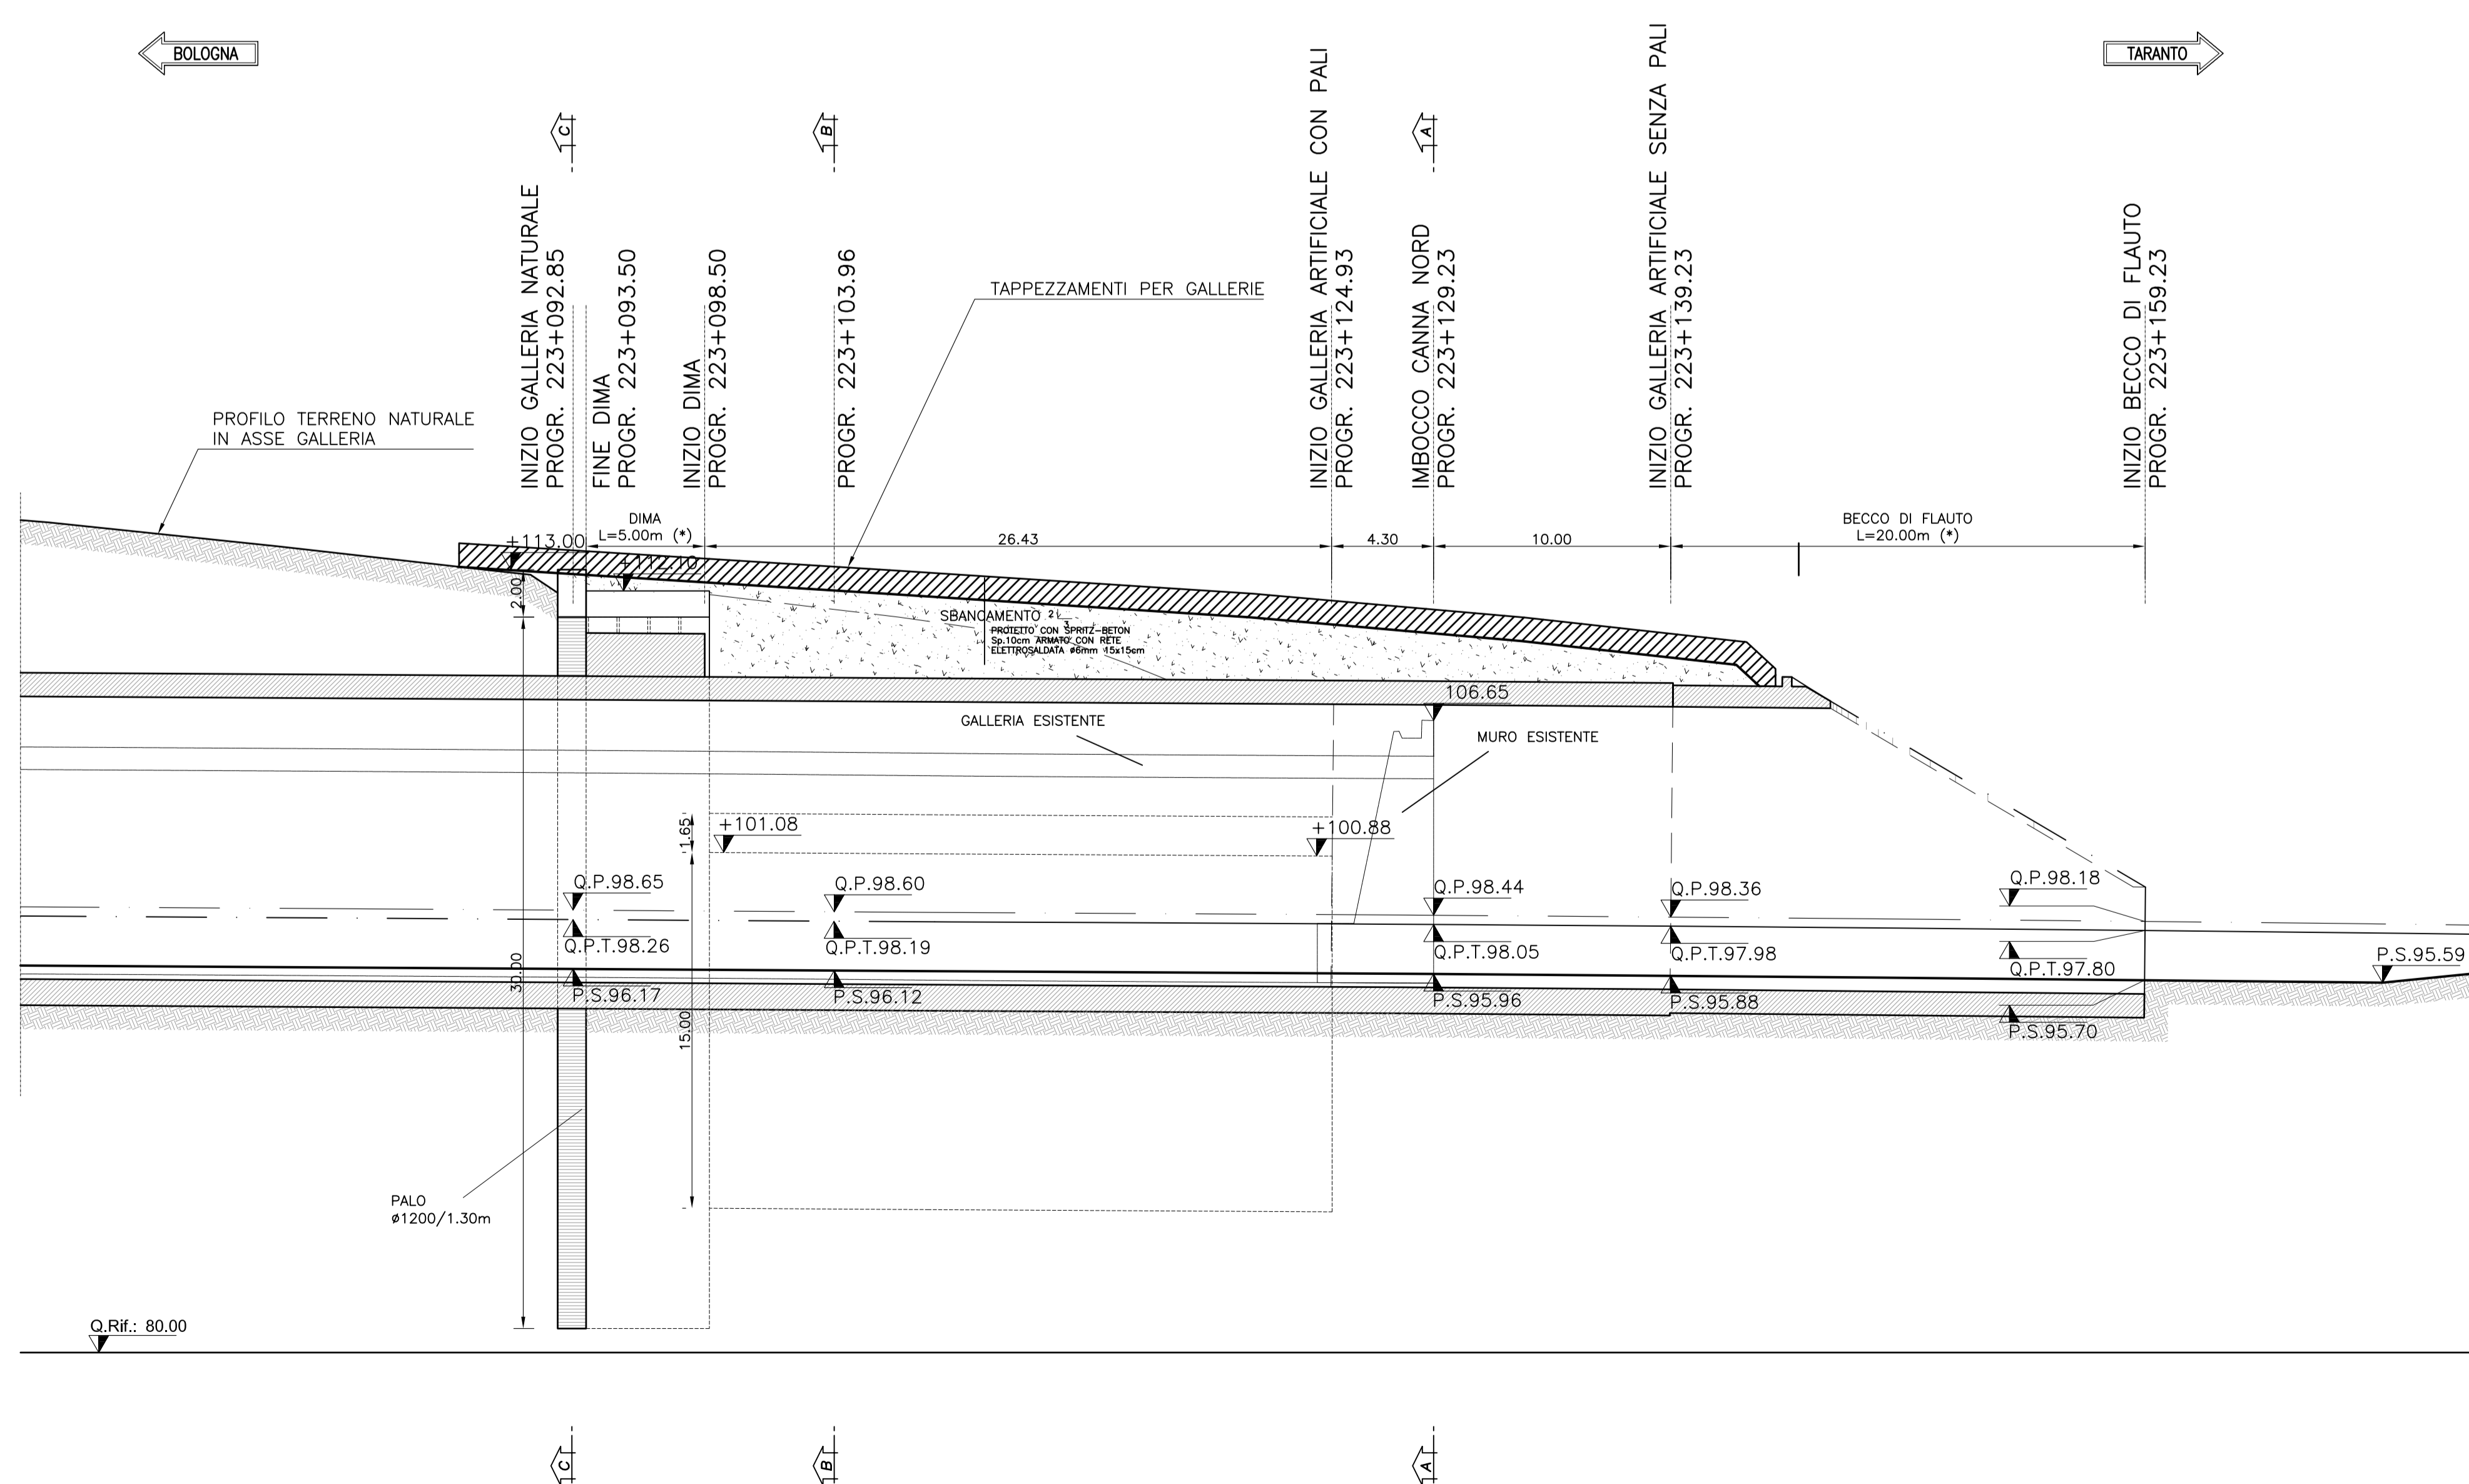 BOLOGNA
TARANTO
C
B
A
INIZIO GALLERIA NATURALE
PROGR. 223+092.85
FINE DIMA
PROGR. 223+093.50
INIZIO DIMA
PROGR. 223+098.50
PROGR. 223+103.96
INIZIO GALLERIA ARTIFICIALE CON PALI
PROGR. 223+124.93
IMBOCCO CANNA NORD
PROGR. 223+129.23
INIZIO GALLERIA ARTIFICIALE SENZA PALI
PROGR. 223+139.23
INIZIO BECCO DI FLAUTO
PROGR. 223+159.23
TAPPEZZAMENTI PER GALLERIE
PROFILO TERRENO NATURALE
IN ASSE GALLERIA
DIMA
L=5.00m (*)
26.43
4.30
10.00
BECCO DI FLAUTO
L=20.00m (*)
+113.00
+112.10
2.00
SBANCAMENTO 2
3
PROTETTO CON SPRITZ-BETON
Sp.10cm ARMATO CON RETE
ELETTROSALDATA ø6mm 15x15cm
106.65
GALLERIA ESISTENTE
MURO ESISTENTE
1.65
+101.08
+100.88
Q.P.98.65
Q.P.98.60
Q.P.98.44
Q.P.98.36
Q.P.98.18
Q.P.T.98.26
Q.P.T.98.19
Q.P.T.98.05
Q.P.T.97.98
Q.P.T.97.80
P.S.95.59
30.00
P.S.96.17
P.S.96.12
P.S.95.96
P.S.95.88
P.S.95.70
15.00
PALO
ø1200/1.30m
Q.Rif.: 80.00
C
B
A